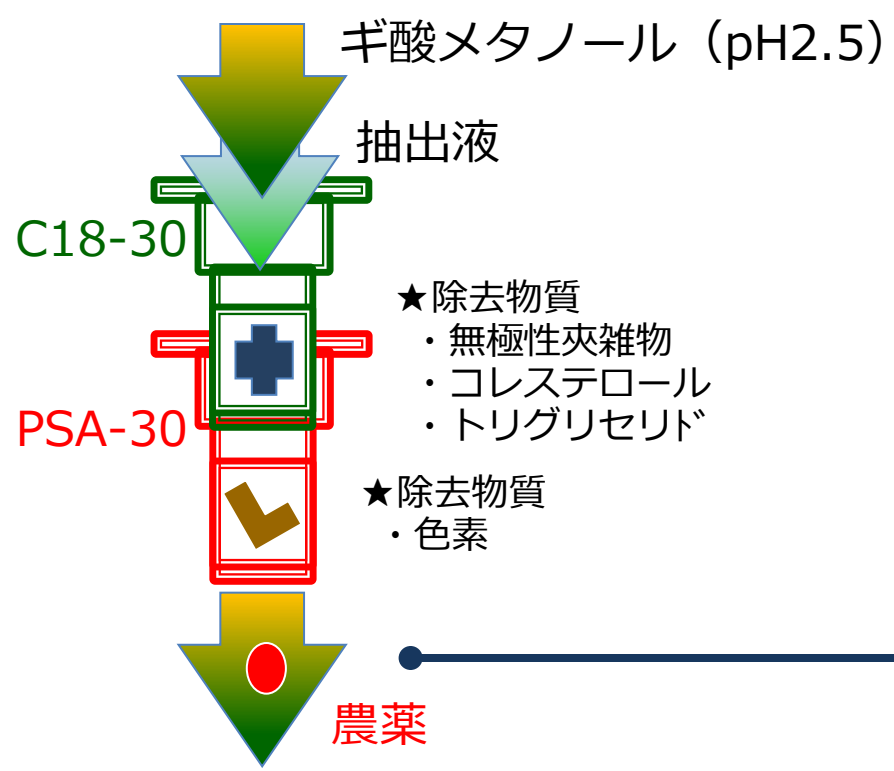 ギ酸メタノール（pH2.5）
抽出液
C18-30
★除去物質
・無極性夾雑物
・コレステロール
・トリグリセリド
PSA-30
★除去物質
・色素
農薬